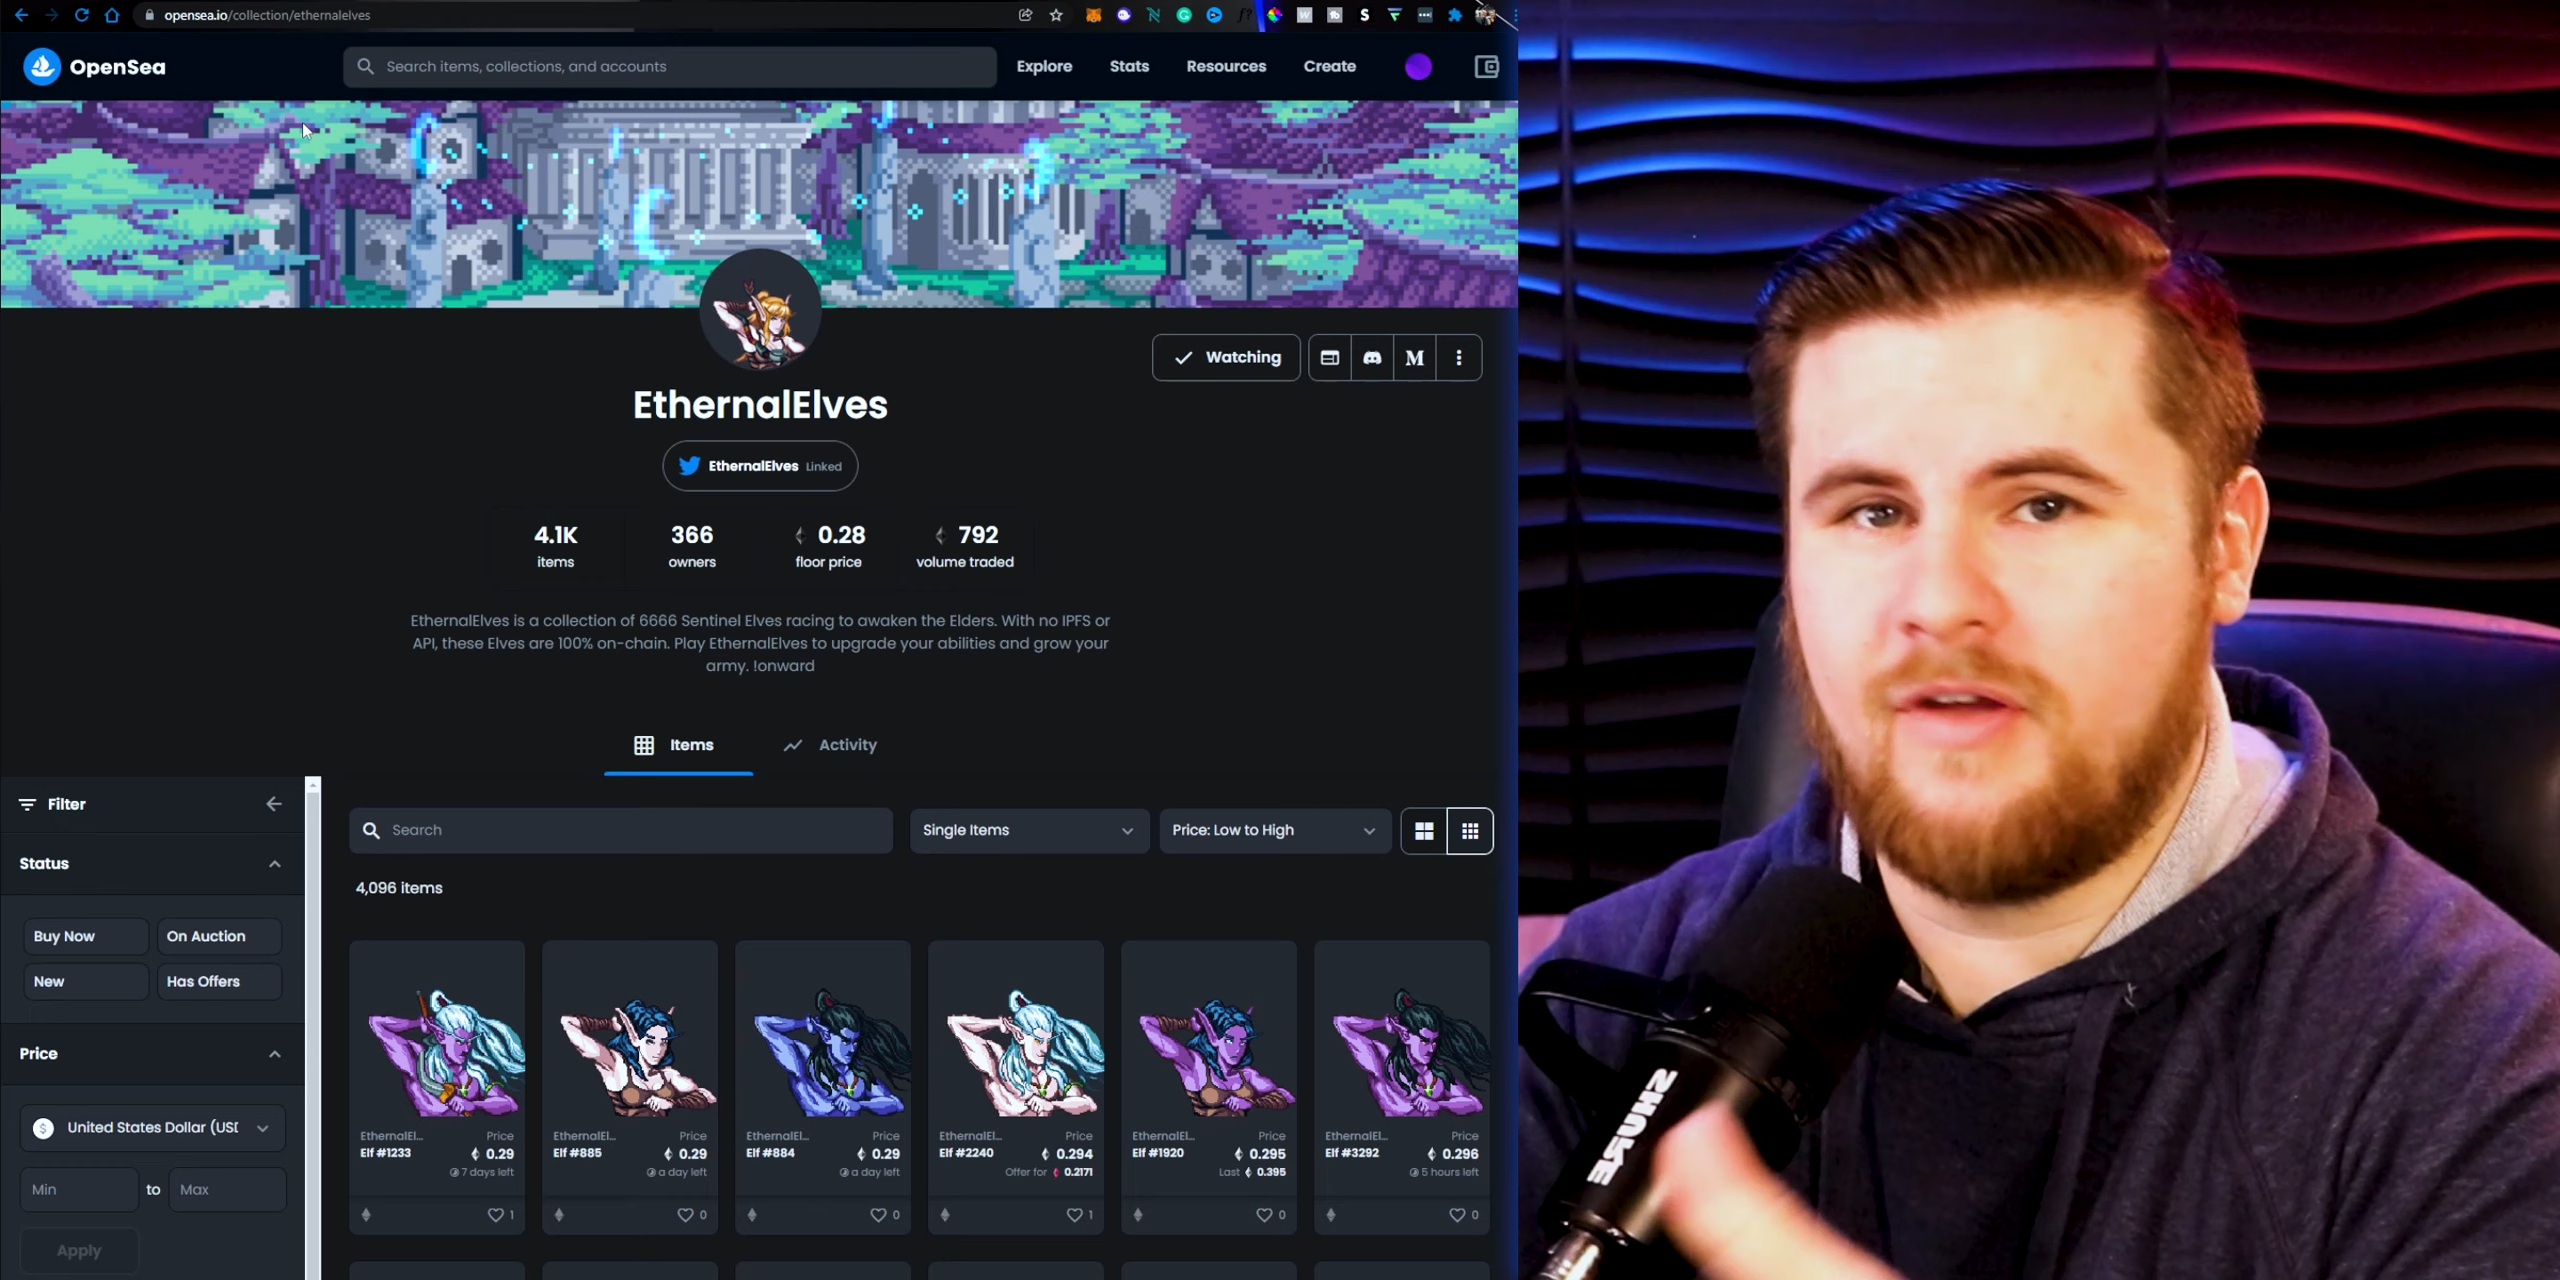 opensea.io/collection/ethernalelves
OpenSea
Search items, collections, and accounts
Explore
Stats
Resources
Create
Watching
EthernalElves
EthernalElves Linked
4.1K
366
0.28
792
items
owners
floor price
volume traded
EthernalElves is a collection of 6666 Sentinel Elves racing to awaken the Elders. With no IPFS or
API, these Elves are 100% on-chain. Play EthernalElves to upgrade your abilities and grow your
army. !onward
Items
Activity
Filter
Status
Buy Now
On Auction
New
Has Offers
Price
$ United States Dollar (USD
Min
to
Max
Apply
Search
Single Items
Price: Low to High
4,096 items
EthernalEl... Price
Elf #1233 0.29
7 days left
1
EthernalEl... Price
Elf #885 0.29
a day left
0
EthernalEl... Price
Elf #884 0.29
a day left
0
EthernalEl... Price
Elf #2240 0.294
Offer for 0.2171
1
EthernalEl... Price
Elf #1920 0.295
Last 0.395
0
EthernalEl... Price
Elf #3292 0.296
5 hours left
0
SHURE